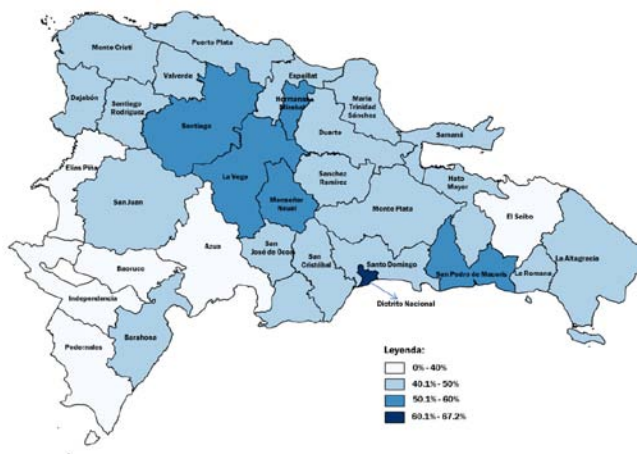 Puerto Plata
Monte Cristi
Valverde
Espaillat
Dajabón
Santiago
Rodríguez
Hermanas
Mirabal
María
Trinidad
Sánchez
Santiago
Duarte
Samaná
Elías Piña
La Vega
Sánchez
Ramírez
Hato
Mayor
San Juan
Monseñor
Nouel
Monte Plata
El Seibo
Azua
San
José de Ocoa
San
Cristóbal
Santo Domingo
San Pedro de Macorís
La Romana
La Altagracia
Baoruco
Independencia
Distrito Nacional
Barahona
Pedernales
Leyenda:
0% - 40%
40.1% - 50%
50.1% - 60%
60.1% - 67.2%